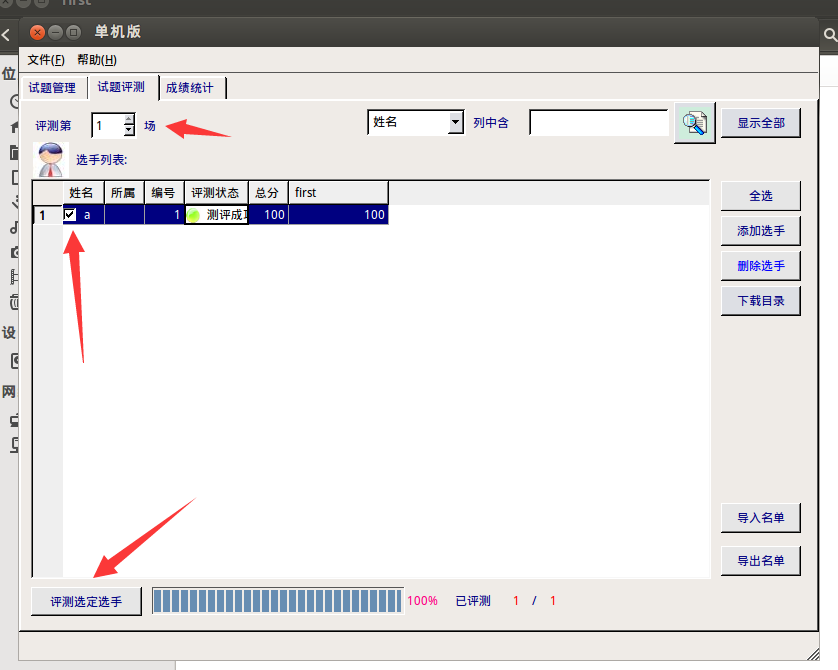 first
单机版
文件(F) 帮助(H)
位
试题管理 试题评测 成绩统计
评测第 1 场 姓名 列中含 显示全部
选手列表:
姓名 所属 编号 评测状态 总分 first 全选
1 a 1 测评成 100 100
添加选手
删除选手
下载目录
设
网
导入名单
导出名单
评测选定选手 100% 已评测 1 / 1